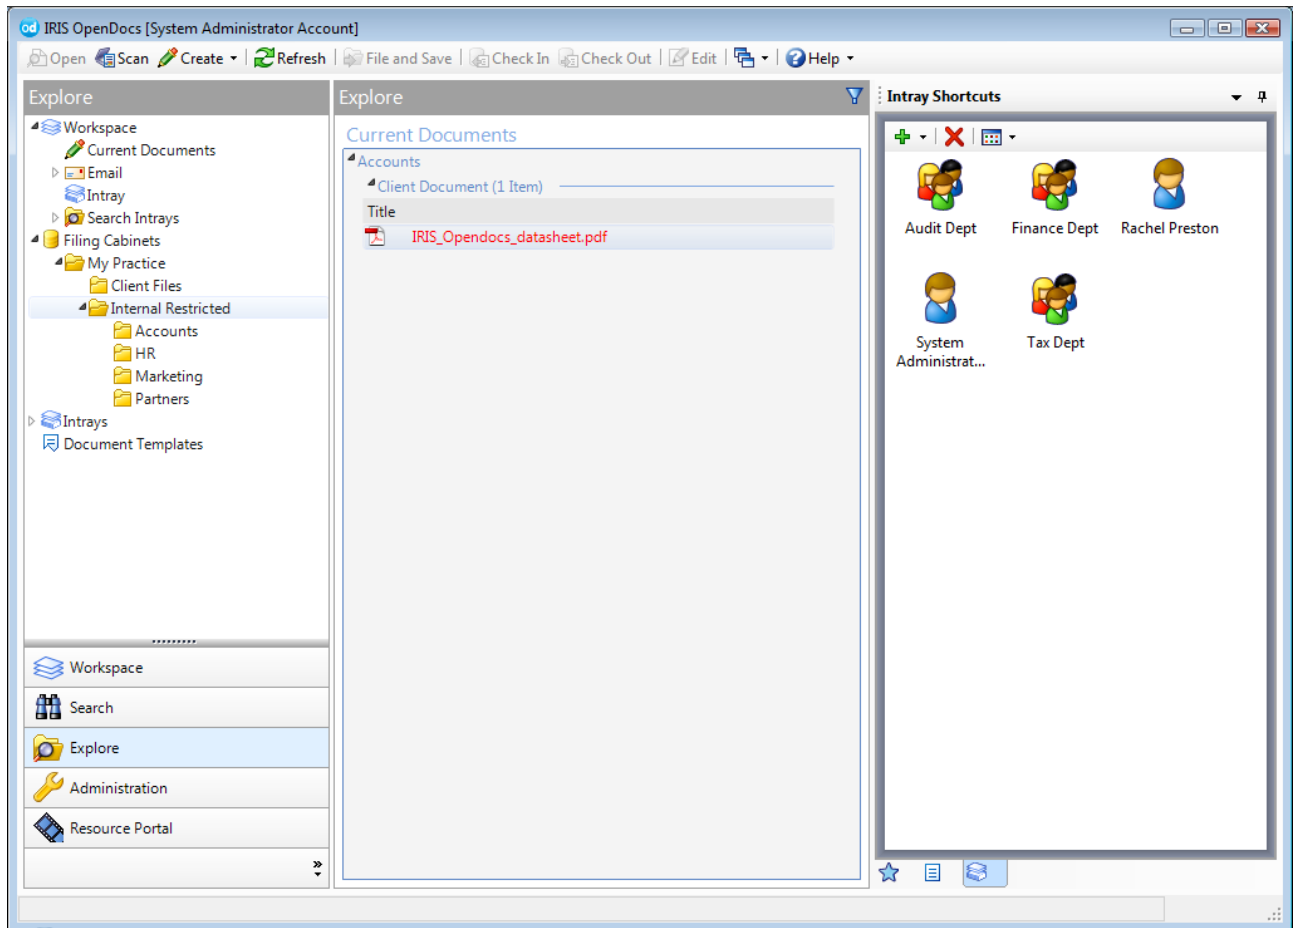 od IRIS OpenDocs [System Administrator Account]
Open Scan Create Refresh File and Save Check In Check Out Edit Help
Explore
Workspace
Current Documents
Email
Intray
Search Intrays
Filing Cabinets
My Practice
Client Files
Internal Restricted
Accounts
HR
Marketing
Partners
Intrays
Document Templates
Workspace
Search
Explore
Administration
Resource Portal
Explore
Current Documents
Accounts
Client Document (1 Item)
Title
IRIS_Opendocs_datasheet.pdf
Intray Shortcuts
Audit Dept Finance Dept Rachel Preston
System Tax Dept
Administrat...